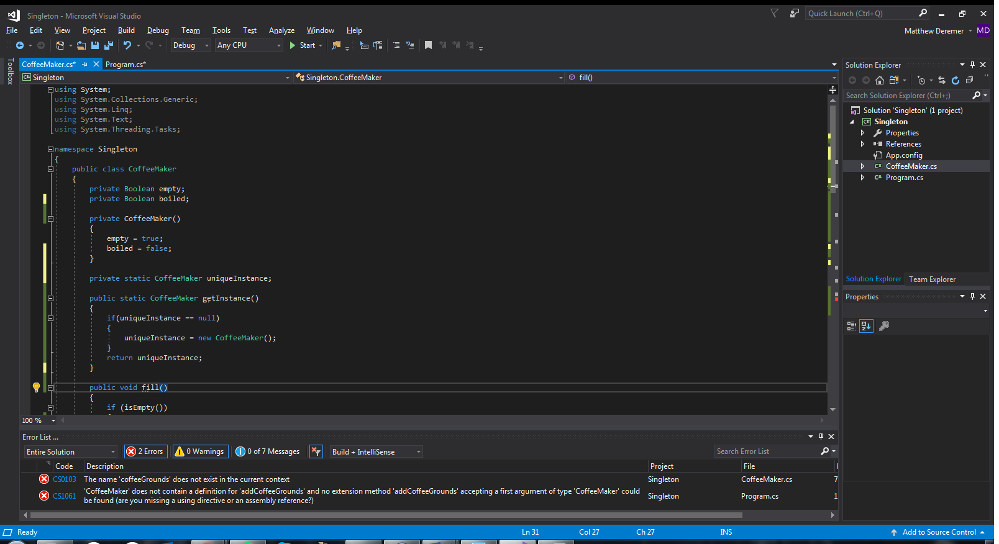 Singleton - Microsoft Visual Studio
Quick Launch (Ctrl+Q)
File Edit View Project Build Debug Team Tools Test Analyze Window Help
Matthew Deremer MD
Debug Any CPU Start
Toolbox
CoffeeMaker.cs* Program.cs*
C# Singleton Singleton.CoffeeMaker fill()
using System;
using System.Collections.Generic;
using System.Linq;
using System.Text;
using System.Threading.Tasks;
namespace Singleton
{
public class CoffeeMaker
{
private Boolean empty;
private Boolean boiled;
private CoffeeMaker()
{
empty = true;
boiled = false;
}
private static CoffeeMaker uniqueInstance;
public static CoffeeMaker getInstance()
{
if(uniqueInstance == null)
{
uniqueInstance = new CoffeeMaker();
}
return uniqueInstance;
}
public void fill()
{
if (isEmpty())
100 %
Solution Explorer
Search Solution Explorer (Ctrl+;)
Solution 'Singleton' (1 project)
C# Singleton
Properties
References
App.config
C# CoffeeMaker.cs
C# Program.cs
Solution Explorer Team Explorer
Properties
Error List ...
Entire Solution 2 Errors 0 Warnings 0 of 7 Messages Build + IntelliSense Search Error List
Code Description Project File
CS0103 The name 'coffeeGrounds' does not exist in the current context Singleton CoffeeMaker.cs 7
CS1061 'CoffeeMaker' does not contain a definition for 'addCoffeeGrounds' and no extension method 'addCoffeeGrounds' accepting a first argument of type 'CoffeeMaker' could
be found (are you missing a using directive or an assembly reference?) Singleton Program.cs 1
Ready Ln 31 Col 27 Ch 27 INS Add to Source Control